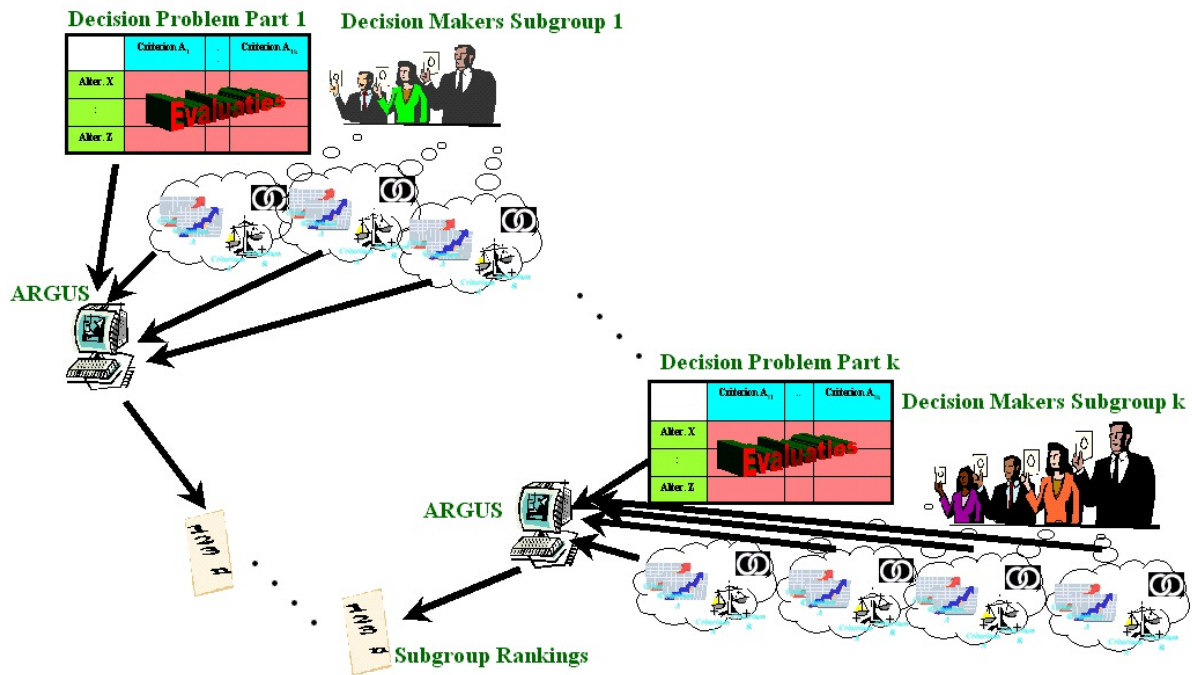 Decision Problem Part 1
Decision Makers Subgroup 1
Criterion A₁ : Criterion A
Alter. X
:
Alter. Z
Evaluaties
ARGUS
Decision Problem Part k
Decision Makers Subgroup k
Criterion A .. Criterion A
Alter. X
:
Alter. Z
Evaluaties
ARGUS
Subgroup Rankings